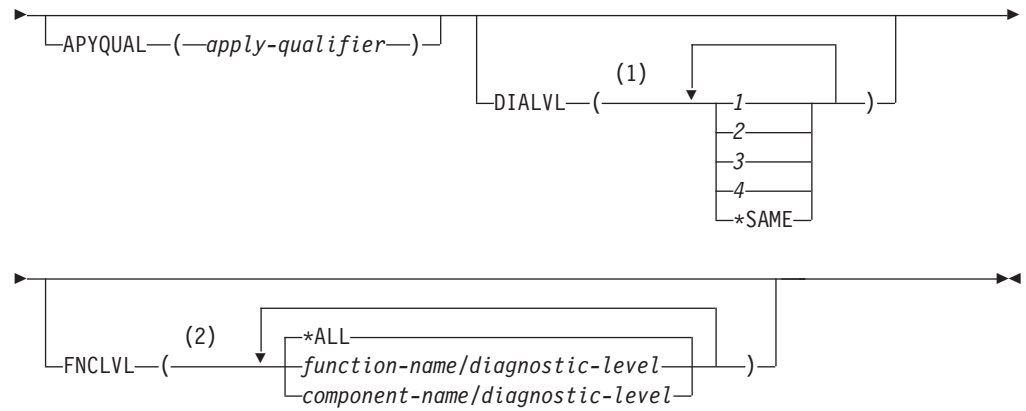 APYQUAL ( apply-qualifier )
(1)
DIALVL ( 1 )
2
3
4
*SAME
(2) *ALL
FNCLVL ( function-name/diagnostic-level )
component-name/diagnostic-level